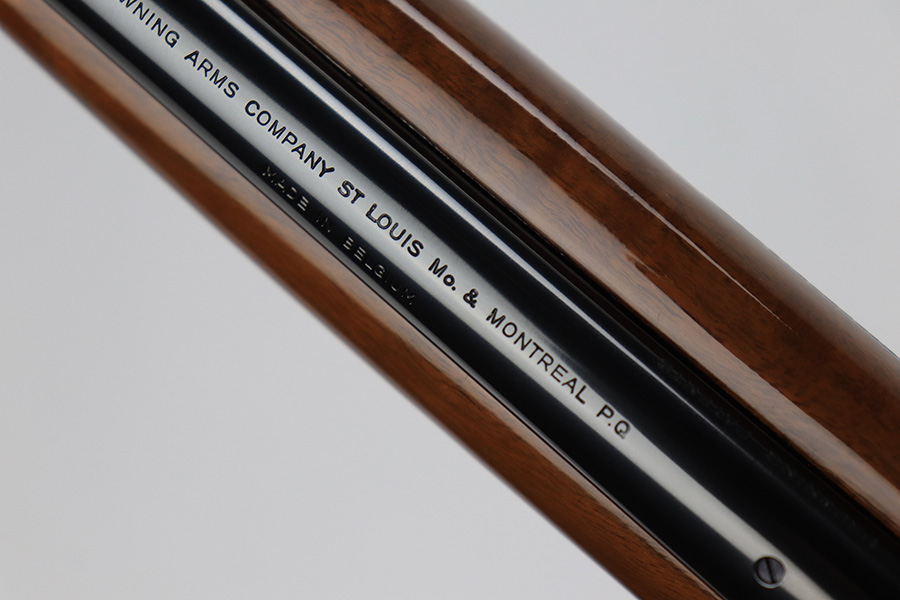 WNING ARMS COMPANY ST LOUIS Mo. & MONTREAL P.Q
MADE IN BELGIUM